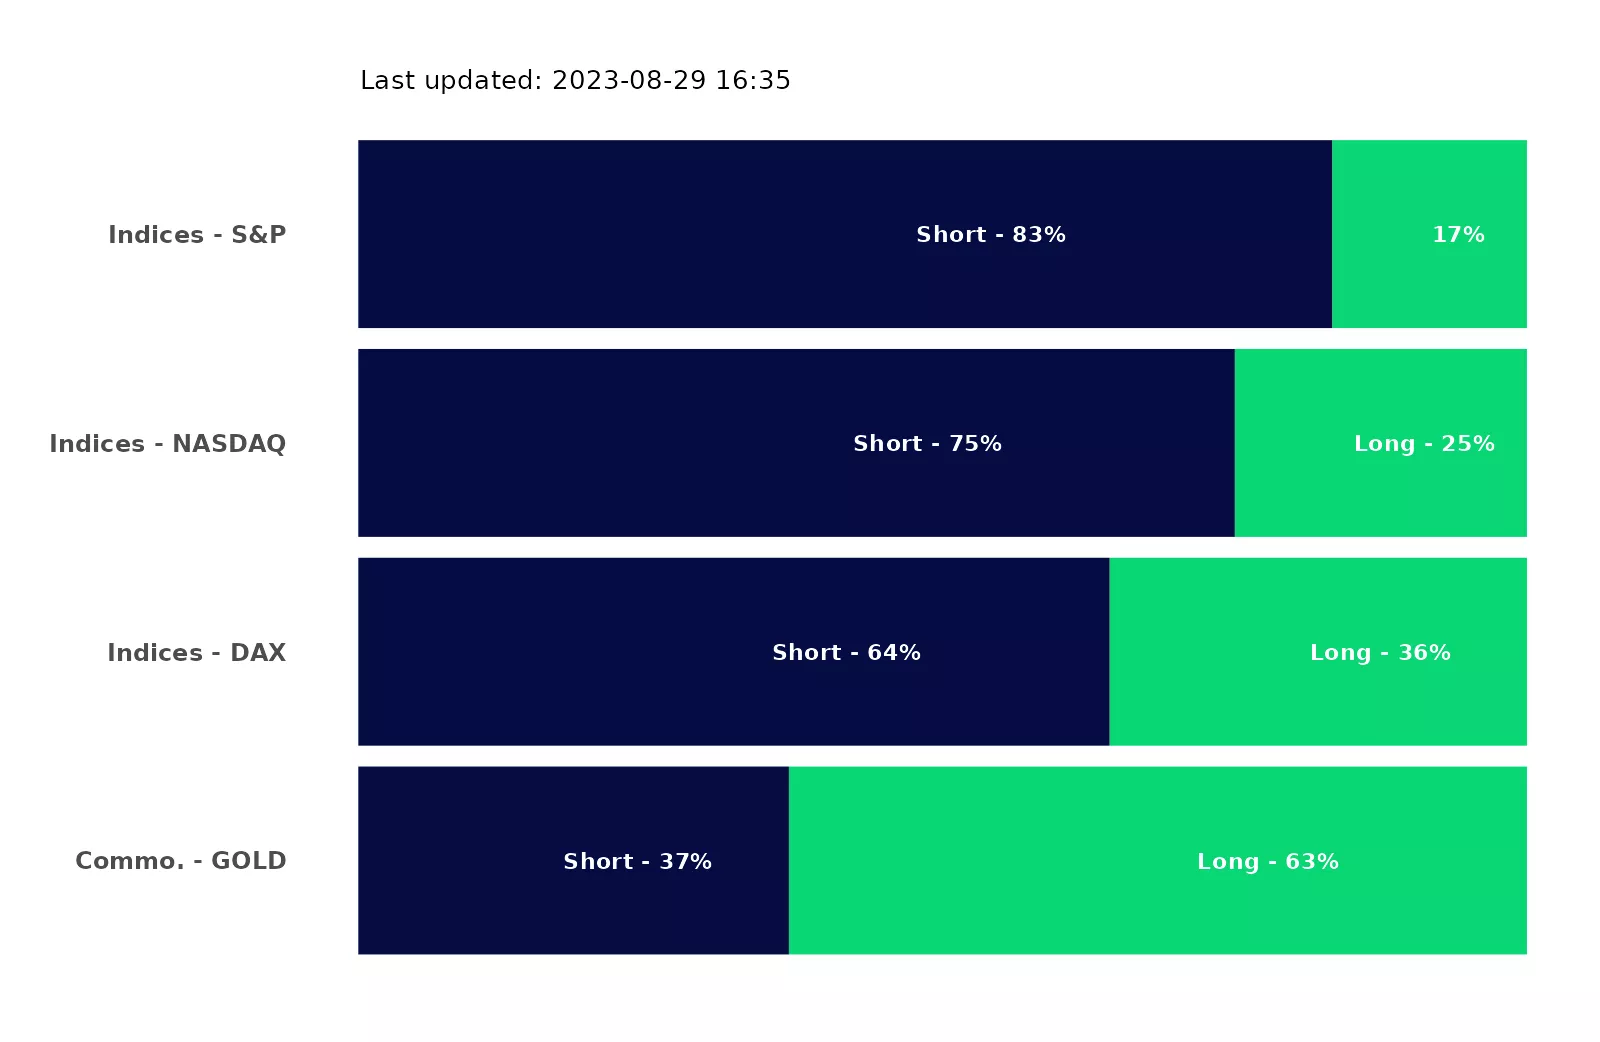 Last updated: 2023-08-29 16:35
Indices - S&P
Short - 83%
17%
Indices - NASDAQ
Short - 75%
Long - 25%
Indices - DAX
Short - 64%
Long - 36%
Commo. - GOLD
Short - 37%
Long - 63%